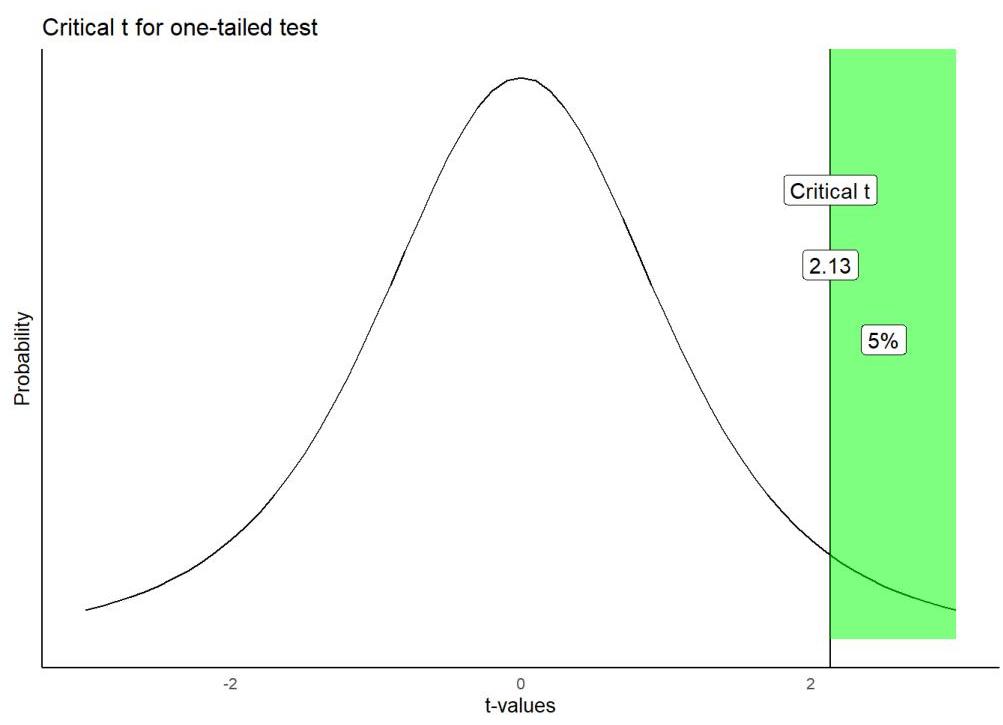 Critical t for one-tailed test
Probability
Critical t
2.13
5%
-2
0
2
t-values